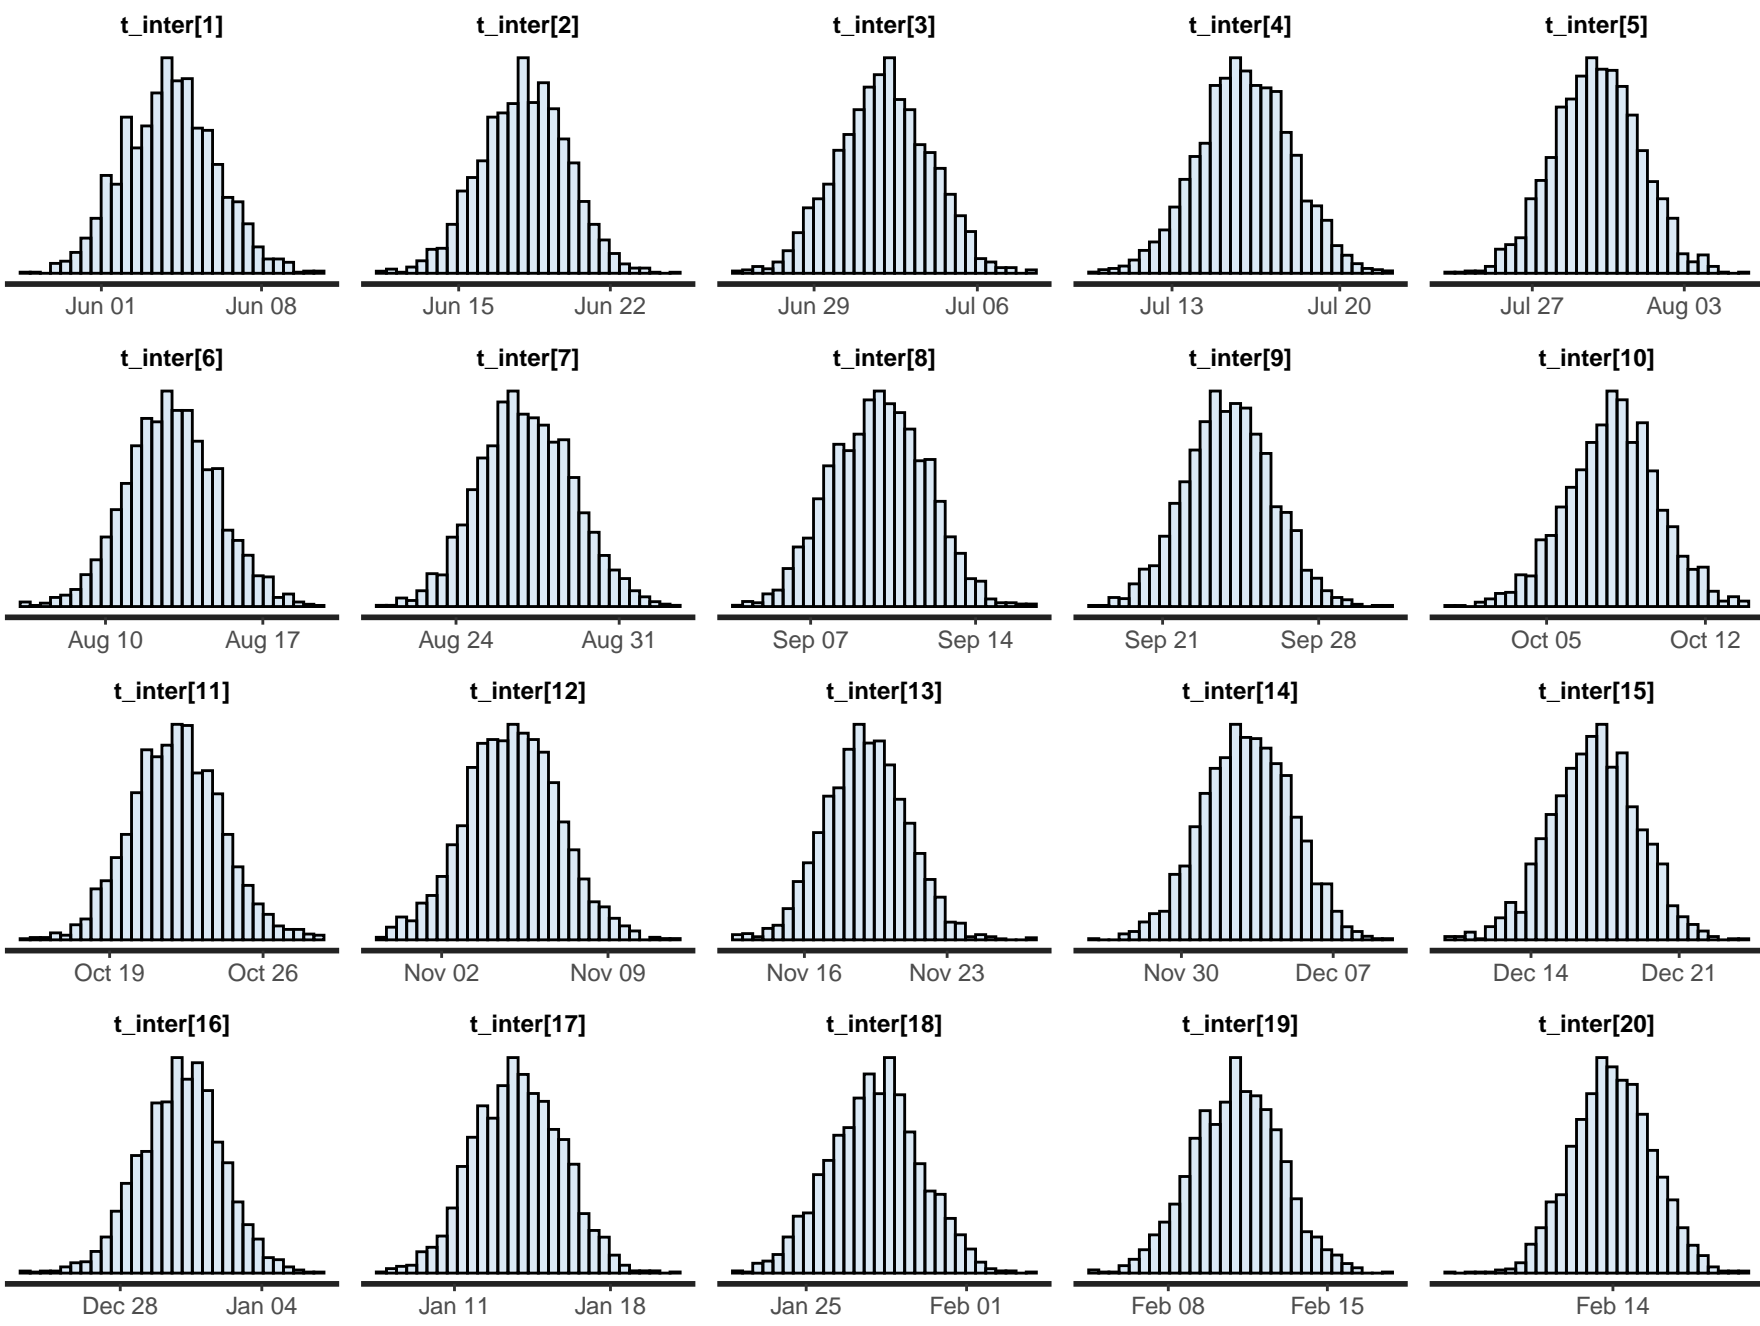 t_inter[1] t_inter[2] t_inter[3] t_inter[4] t_inter[5]
Jun 01 Jun 08 Jun 15 Jun 22 Jun 29 Jul 06 Jul 13 Jul 20 Jul 27 Aug 03
t_inter[6] t_inter[7] t_inter[8] t_inter[9] t_inter[10]
Aug 10 Aug 17 Aug 24 Aug 31 Sep 07 Sep 14 Sep 21 Sep 28 Oct 05 Oct 12
t_inter[11] t_inter[12] t_inter[13] t_inter[14] t_inter[15]
Oct 19 Oct 26 Nov 02 Nov 09 Nov 16 Nov 23 Nov 30 Dec 07 Dec 14 Dec 21
t_inter[16] t_inter[17] t_inter[18] t_inter[19] t_inter[20]
Dec 28 Jan 04 Jan 11 Jan 18 Jan 25 Feb 01 Feb 08 Feb 15 Feb 14